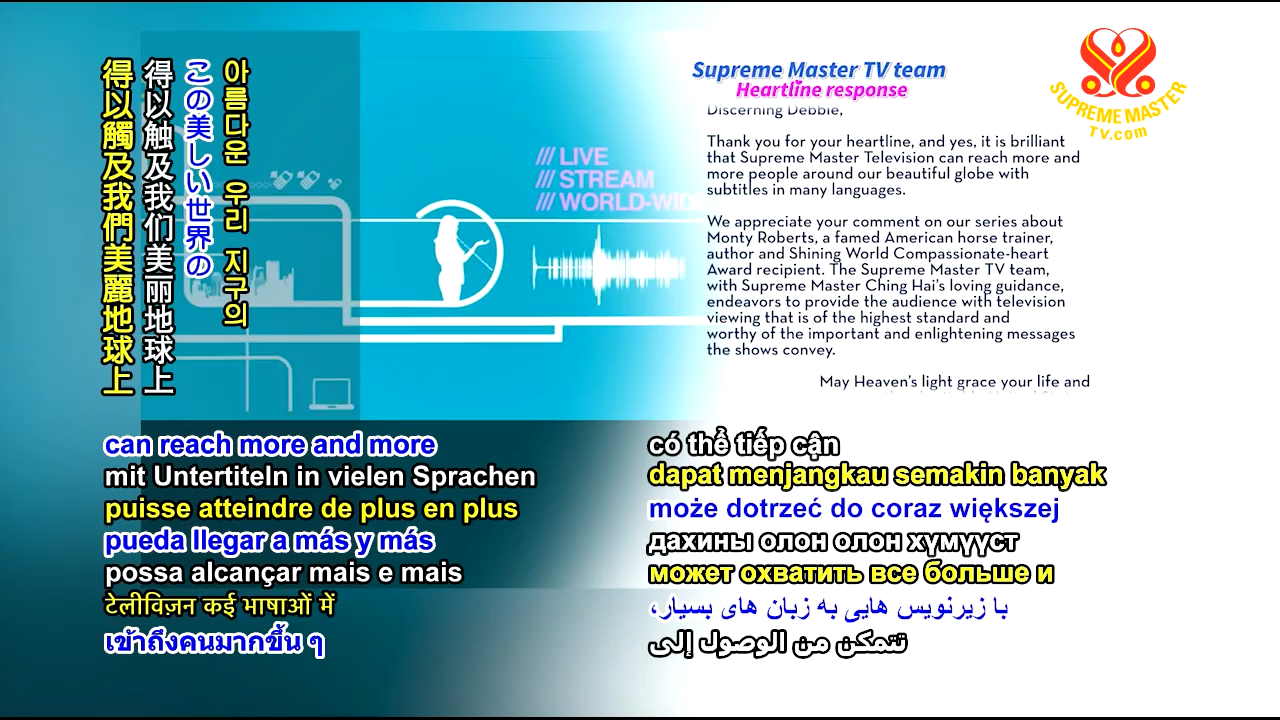 得以觸及我們美麗地球上
得以触及我们美丽地球上
この美しい世界の
아름다운 우리 지구의
/// LIVE
/// STREAM
/// WORLD-WID
Supreme Master TV team
Heartline response
Discerning Debbie,
Thank you for your heartline, and yes, it is brilliant
that Supreme Master Television can reach more and
more people around our beautiful globe with
subtitles in many languages.
We appreciate your comment on our series about
Monty Roberts, a famed American horse trainer,
author and Shining World Compassionate-heart
Award recipient. The Supreme Master TV team,
with Supreme Master Ching Hai's loving guidance,
endeavors to provide the audience with television
viewing that is of the highest standard and
worthy of the important and enlightening messages
the shows convey.
May Heaven's light grace your life and
SUPREME MASTER
TV.com
can reach more and more
mit Untertiteln in vielen Sprachen
puisse atteindre de plus en plus
pueda llegar a más y más
possa alcançar mais e mais
टेलीविज़न कई भाषाओं में
เข้าถึงคนมากขึ้น ๆ
có thể tiếp cận
dapat menjangkau semakin banyak
może dotrzeć do coraz większej
дахины олон олон хүмүүст
может охватить все больше и
با زیرنویس هایی به زبان های بسیار،
تتمكن من الوصول إلى